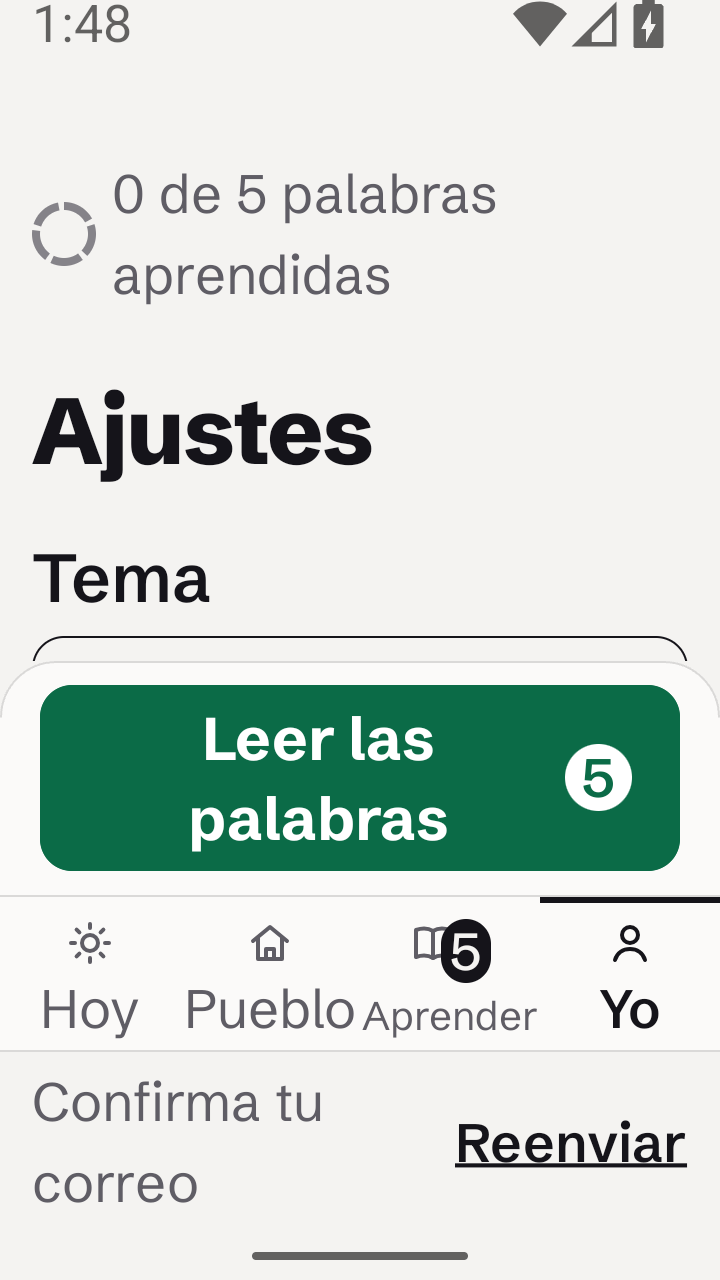 1:48
0 de 5 palabras
aprendidas
Ajustes
Tema
Leer las
palabras
5
Hoy
Pueblo
5
Aprender
Yo
Confirma tu
correo
Reenviar